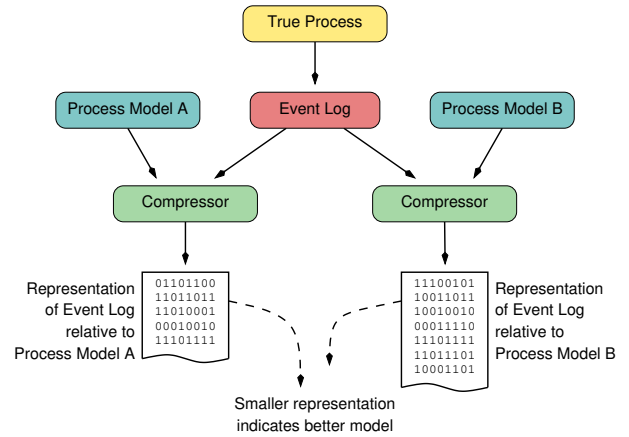 True Process
Process Model A
Event Log
Process Model B
Compressor
Compressor
Representation
of Event Log
relative to
Process Model A
01101100
11011011
11010001
00010010
11101111
11100101
10011011
10010010
00011110
11101111
11011101
10001101
Representation
of Event Log
relative to
Process Model B
Smaller representation
indicates better model